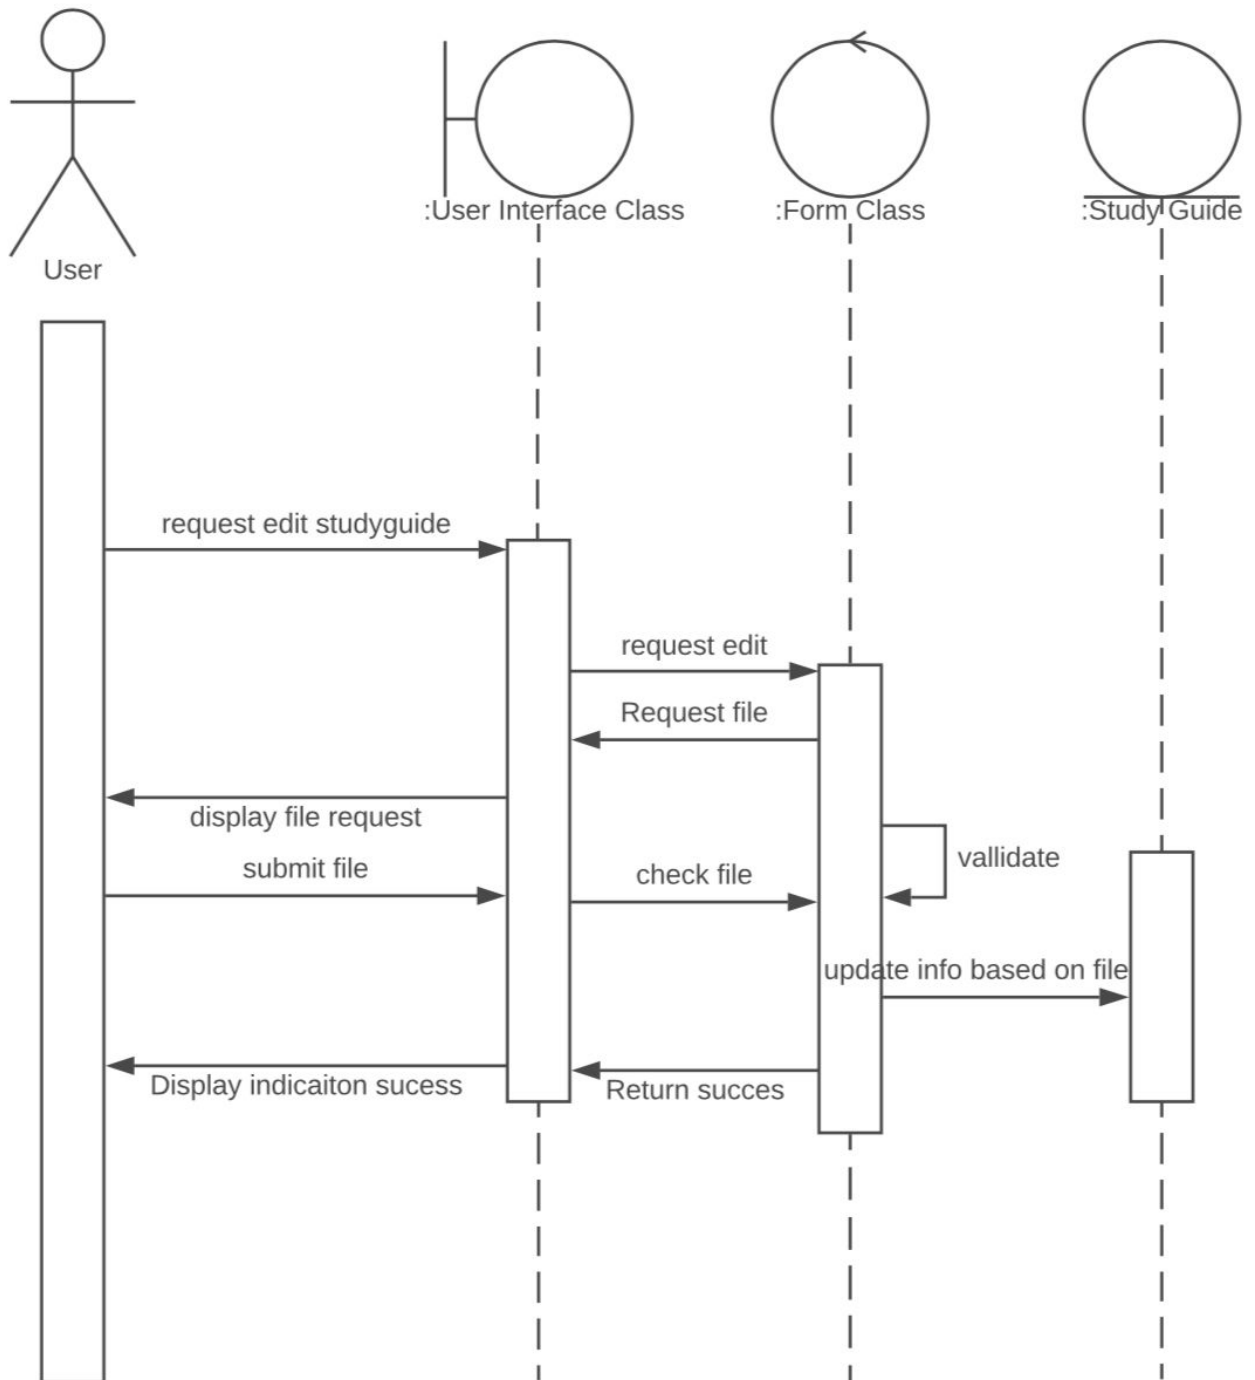 :User Interface Class
:Form Class
:Study Guide
User
request edit studyguide
request edit
Request file
display file request
vallidate
submit file
check file
update info based on file
Display indicaiton sucess
Return succes